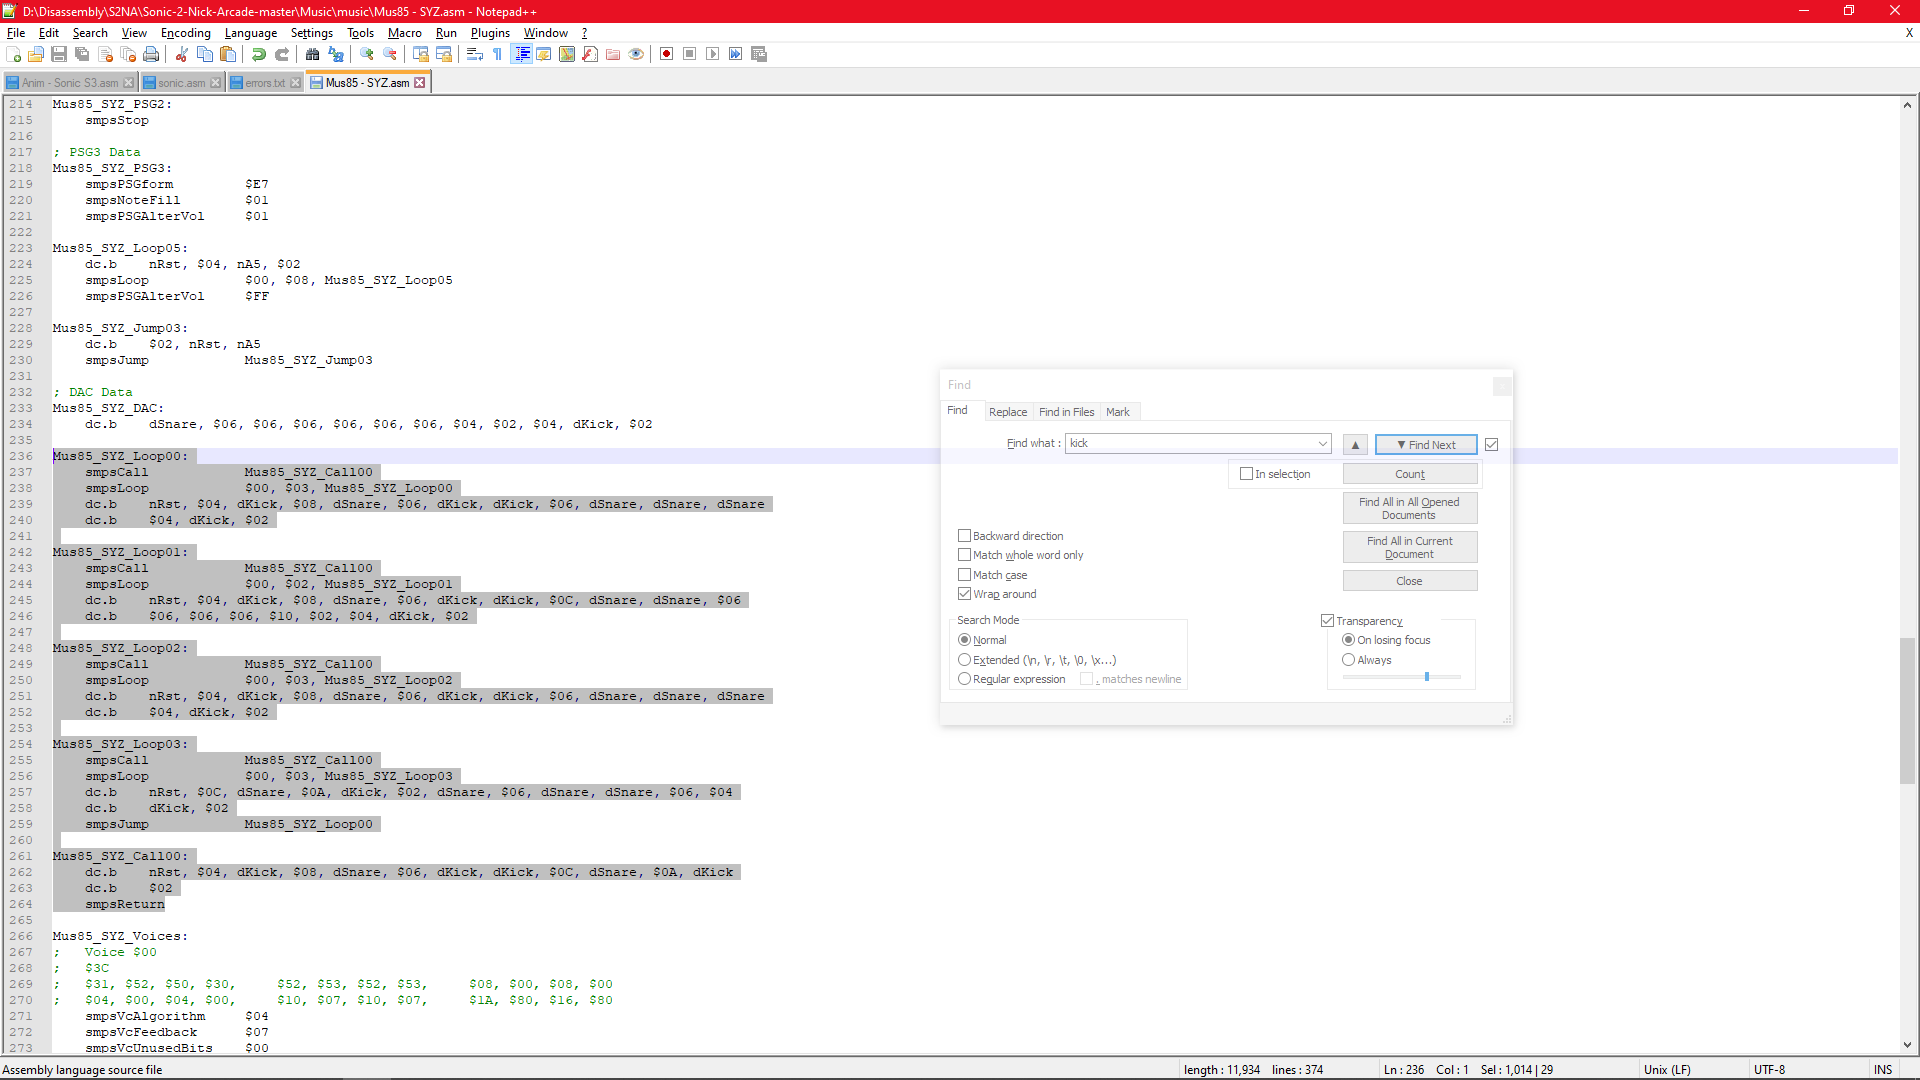 D:\Disassembly\S2NA\Sonic-2-Nick-Arcade-master\Music\music\Mus85 - SYZ.asm - Notepad++
File Edit Search View Encoding Language Settings Tools Macro Run Plugins Window ? X
Anim - Sonic S3.asm sonic.asm errors.txt Mus85 - SYZ.asm
214 Mus85_SYZ_PSG2:
215 smpsStop
216
217 ; PSG3 Data
218 Mus85_SYZ_PSG3:
219 smpsPSGform $E7
220 smpsNoteFill $01
221 smpsPSGAlterVol $01
222
223 Mus85_SYZ_Loop05:
224 dc.b nRst, $04, nA5, $02
225 smpsLoop $00, $08, Mus85_SYZ_Loop05
226 smpsPSGAlterVol $FF
227
228 Mus85_SYZ_Jump03:
229 dc.b $02, nRst, nA5
230 smpsJump Mus85_SYZ_Jump03
231
232 ; DAC Data
233 Mus85_SYZ_DAC:
234 dc.b dSnare, $06, $06, $06, $06, $06, $06, $04, $02, $04, dKick, $02
235
236 Mus85_SYZ_Loop00:
237 smpsCall Mus85_SYZ_Call00
238 smpsLoop $00, $03, Mus85_SYZ_Loop00
239 dc.b nRst, $04, dKick, $08, dSnare, $06, dKick, dKick, $06, dSnare, dSnare, dSnare
240 dc.b $04, dKick, $02
241
242 Mus85_SYZ_Loop01:
243 smpsCall Mus85_SYZ_Call00
244 smpsLoop $00, $02, Mus85_SYZ_Loop01
245 dc.b nRst, $04, dKick, $08, dSnare, $06, dKick, dKick, $0C, dSnare, dSnare, $06
246 dc.b $06, $06, $06, $10, $02, $04, dKick, $02
247
248 Mus85_SYZ_Loop02:
249 smpsCall Mus85_SYZ_Call00
250 smpsLoop $00, $03, Mus85_SYZ_Loop02
251 dc.b nRst, $04, dKick, $08, dSnare, $06, dKick, dKick, $06, dSnare, dSnare, dSnare
252 dc.b $04, dKick, $02
253
254 Mus85_SYZ_Loop03:
255 smpsCall Mus85_SYZ_Call00
256 smpsLoop $00, $03, Mus85_SYZ_Loop03
257 dc.b nRst, $0C, dSnare, $0A, dKick, $02, dSnare, $06, dSnare, dSnare, $06, $04
258 dc.b dKick, $02
259 smpsJump Mus85_SYZ_Loop00
260
261 Mus85_SYZ_Call00:
262 dc.b nRst, $04, dKick, $08, dSnare, $06, dKick, dKick, $0C, dSnare, $0A, dKick
263 dc.b $02
264 smpsReturn
265
266 Mus85_SYZ_Voices:
267 ; Voice $00
268 ; $3C
269 ; $31, $52, $50, $30, $52, $53, $52, $53, $08, $00, $08, $00
270 ; $04, $00, $04, $00, $10, $07, $10, $07, $1A, $80, $16, $80
271 smpsVcAlgorithm $04
272 smpsVcFeedback $07
273 smpsVcUnusedBits $00
Find
Find Replace Find in Files Mark
Find what : kick ▲ ▼ Find Next
In selection Count
Find All in All Opened
Documents
Backward direction
Find All in Current
Document
Match whole word only
Match case
Close
Wrap around
Search Mode
Transparency
Normal
On losing focus
Extended (\n, \r, \t, \0, \x...)
Always
Regular expression . matches newline
Assembly language source file length : 11,934 lines : 374 Ln : 236 Col : 1 Sel : 1,014 | 29 Unix (LF) UTF-8 INS